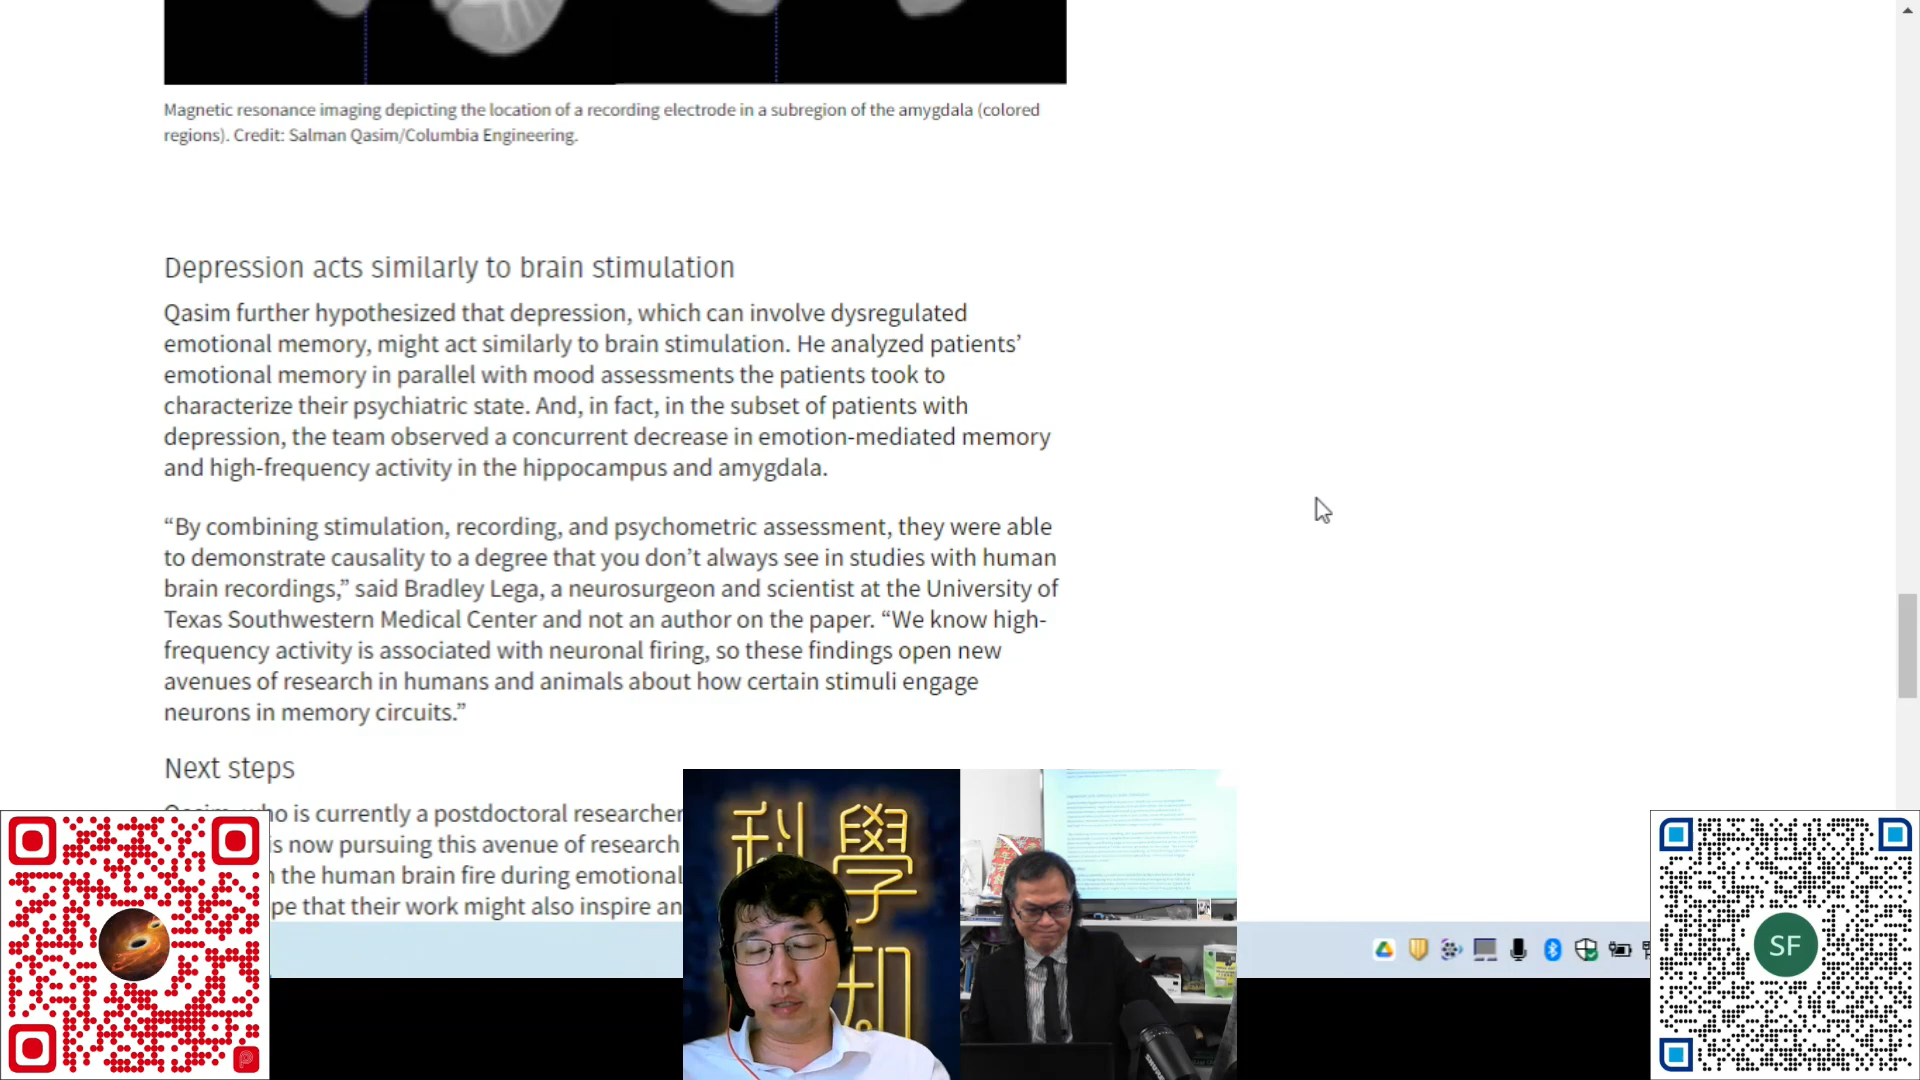 Magnetic resonance imaging depicting the location of a recording electrode in a subregion of the amygdala (colored
regions). Credit: Salman Qasim/Columbia Engineering.
Depression acts similarly to brain stimulation
Qasim further hypothesized that depression, which can involve dysregulated
emotional memory, might act similarly to brain stimulation. He analyzed patients’
emotional memory in parallel with mood assessments the patients took to
characterize their psychiatric state. And, in fact, in the subset of patients with
depression, the team observed a concurrent decrease in emotion-mediated memory
and high-frequency activity in the hippocampus and amygdala.
“By combining stimulation, recording, and psychometric assessment, they were able
to demonstrate causality to a degree that you don’t always see in studies with human
brain recordings,” said Bradley Lega, a neurosurgeon and scientist at the University of
Texas Southwestern Medical Center and not an author on the paper. “We know high-
frequency activity is associated with neuronal firing, so these findings open new
avenues of research in humans and animals about how certain stimuli engage
neurons in memory circuits.”
Next steps
is currently a postdoctoral researcher
now pursuing this avenue of research
the human brain fire during emotional
that their work might also inspire an
科學
知
SF